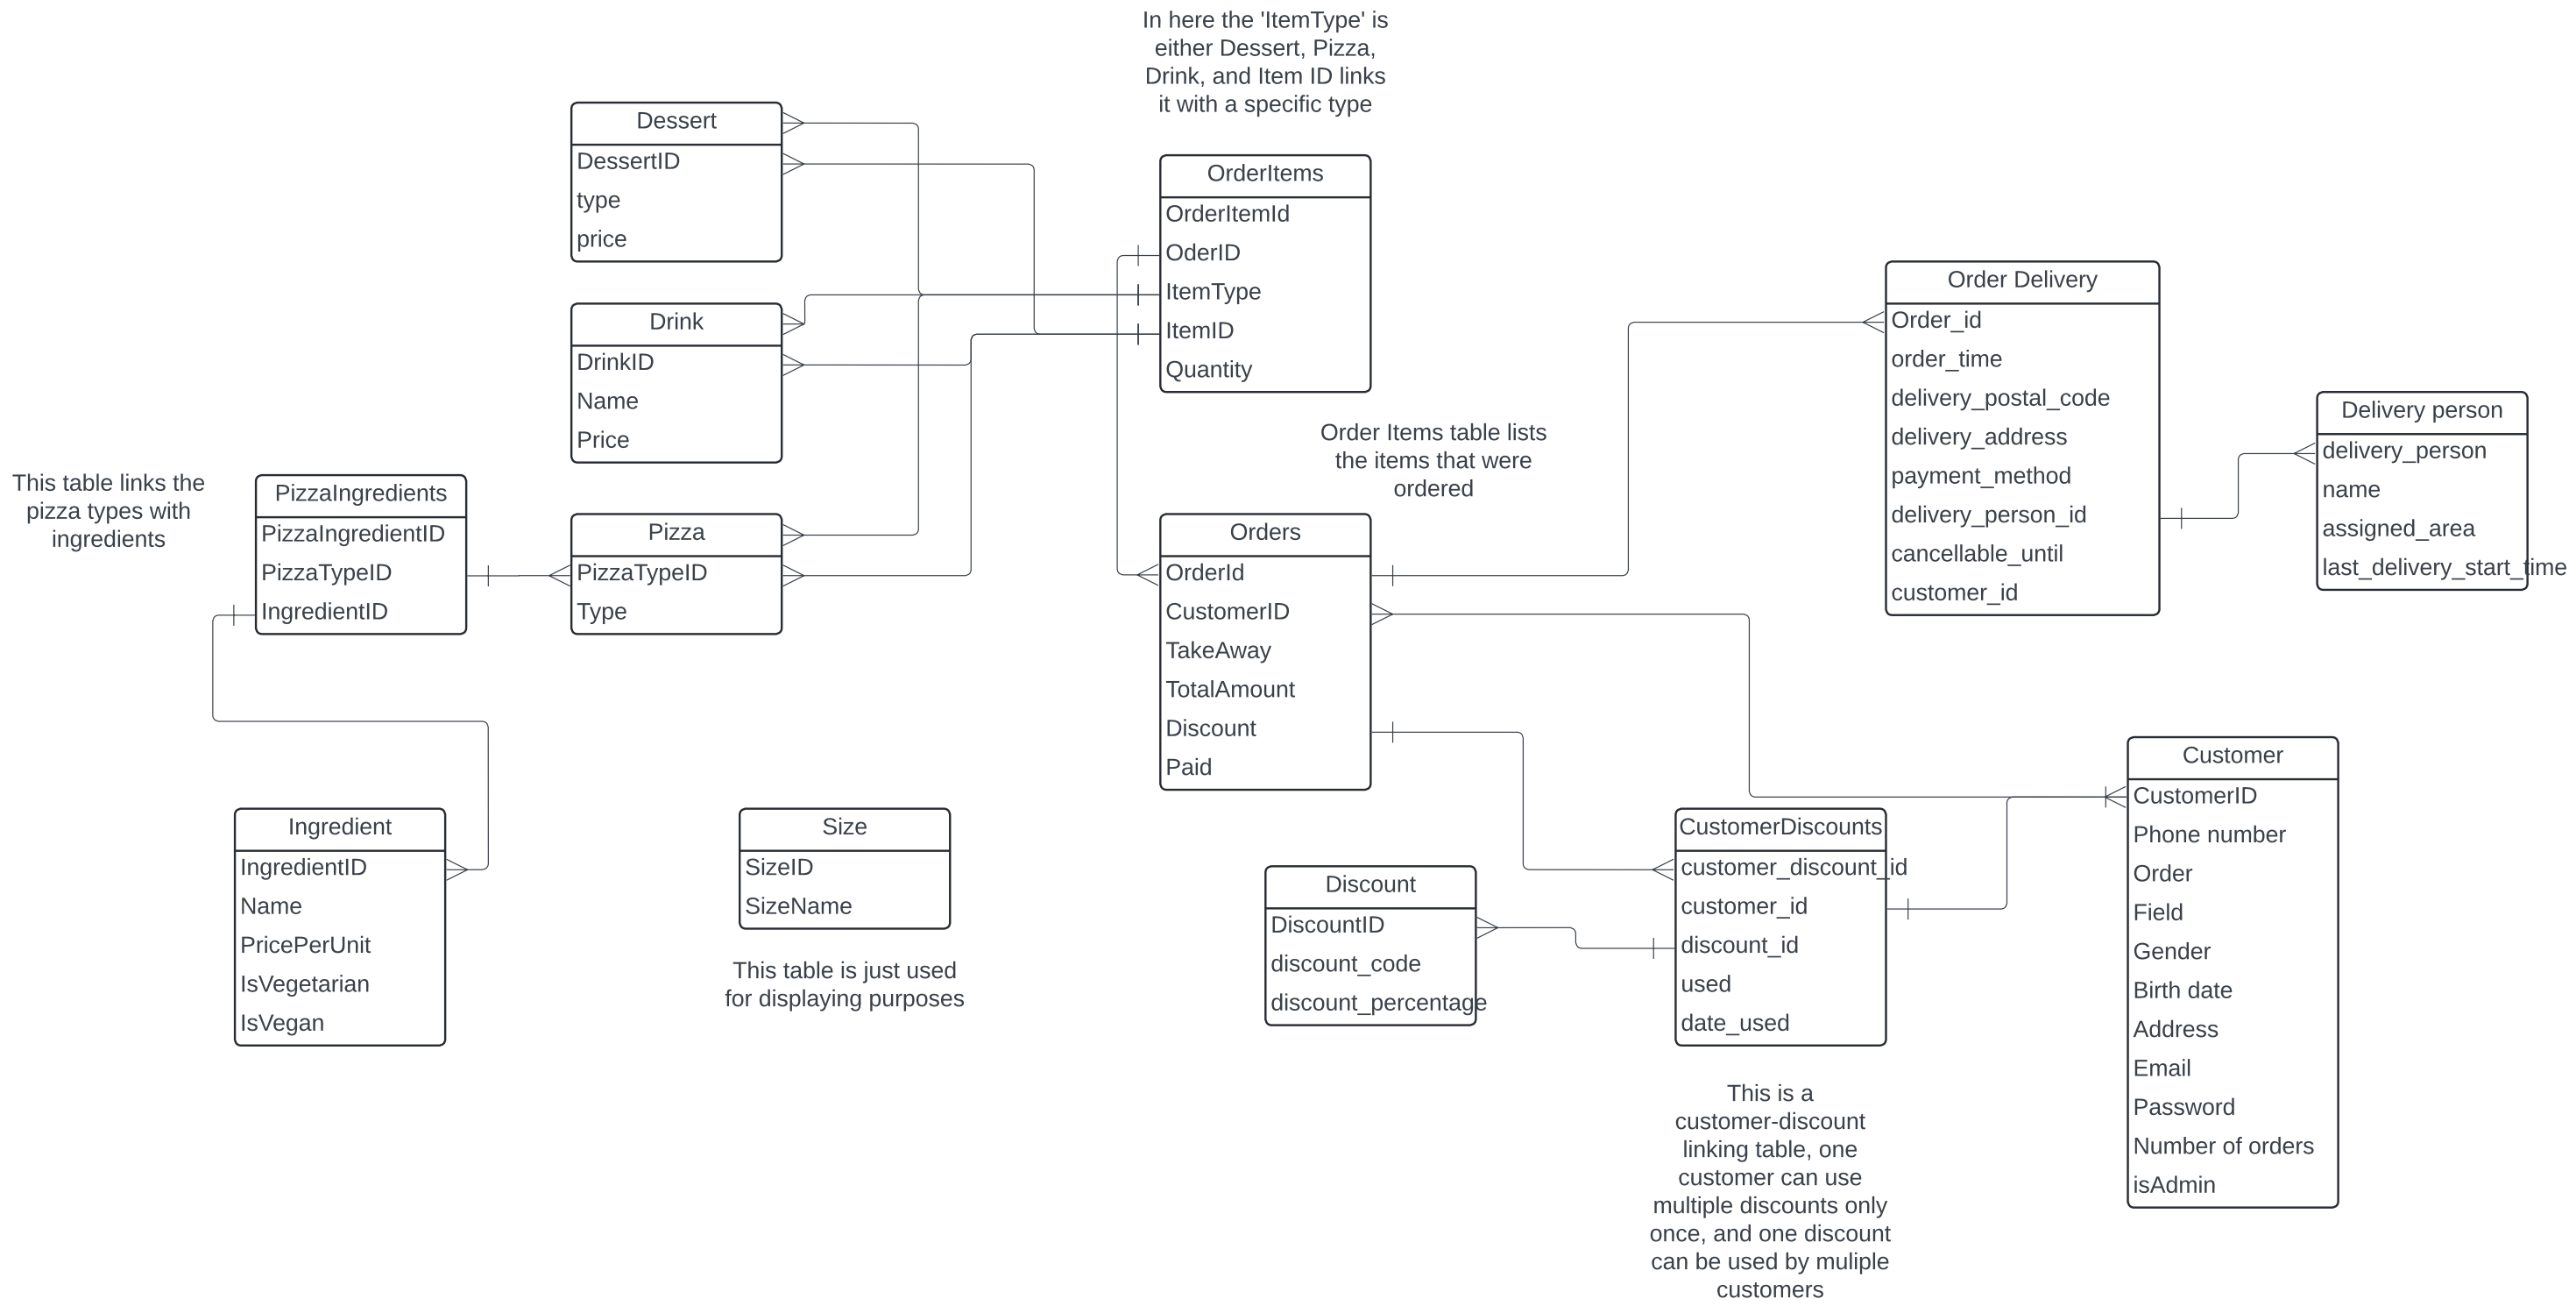 In here the 'ItemType' is
either Dessert, Pizza,
Drink, and Item ID links
it with a specific type
Dessert
DessertID
type
price
OrderItems
OrderItemId
OderID
ItemType
ItemID
Quantity
Drink
DrinkID
Name
Price
Order Delivery
Order_id
order_time
delivery_postal_code
delivery_address
payment_method
delivery_person_id
cancellable_until
customer_id
Delivery person
delivery_person
name
assigned_area
last_delivery_start_time
Order Items table lists
the items that were
ordered
This table links the
pizza types with
ingredients
PizzaIngredients
PizzaIngredientID
PizzaTypeID
IngredientID
Pizza
PizzaTypeID
Type
Orders
OrderId
CustomerID
TakeAway
TotalAmount
Discount
Paid
Ingredient
IngredientID
Name
PricePerUnit
IsVegetarian
IsVegan
Size
SizeID
SizeName
This table is just used
for displaying purposes
Discount
DiscountID
discount_code
discount_percentage
CustomerDiscounts
customer_discount_id
customer_id
discount_id
used
date_used
This is a
customer-discount
linking table, one
customer can use
multiple discounts only
once, and one discount
can be used by muliple
customers
Customer
CustomerID
Phone number
Order
Field
Gender
Birth date
Address
Email
Password
Number of orders
isAdmin